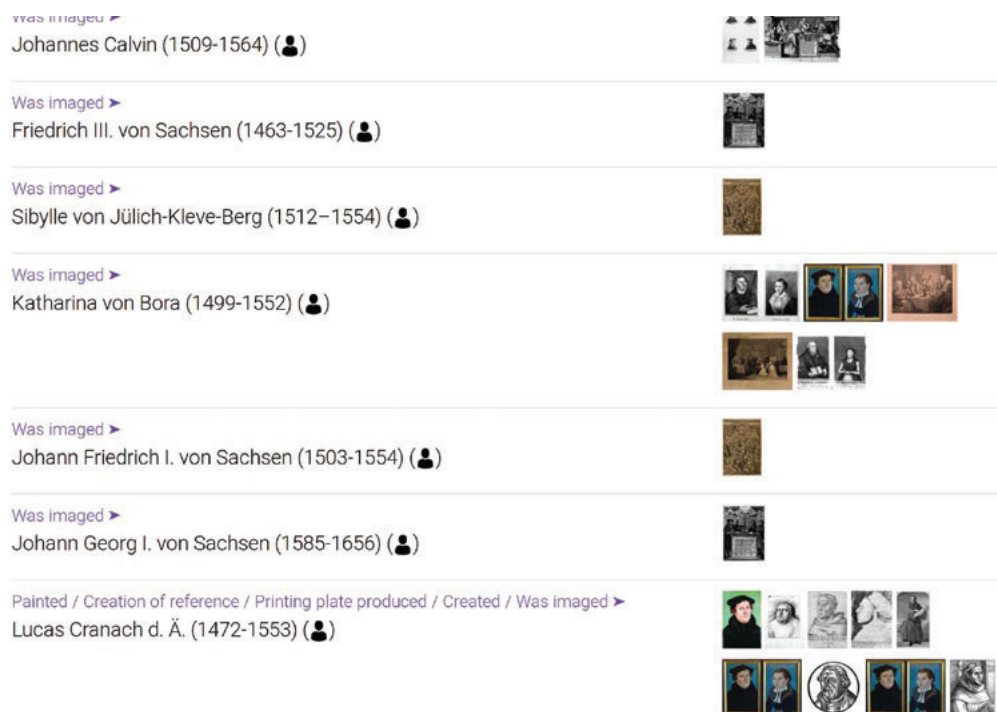 Was imaged ➤
Johannes Calvin (1509-1564) (👤)
Was imaged ➤
Friedrich III. von Sachsen (1463-1525) (👤)
Was imaged ➤
Sibylle von Jülich-Kleve-Berg (1512–1554) (👤)
Was imaged ➤
Katharina von Bora (1499-1552) (👤)
Was imaged ➤
Johann Friedrich I. von Sachsen (1503-1554) (👤)
Was imaged ➤
Johann Georg I. von Sachsen (1585-1656) (👤)
Painted / Creation of reference / Printing plate produced / Created / Was imaged ➤
Lucas Cranach d. Ä. (1472-1553) (👤)